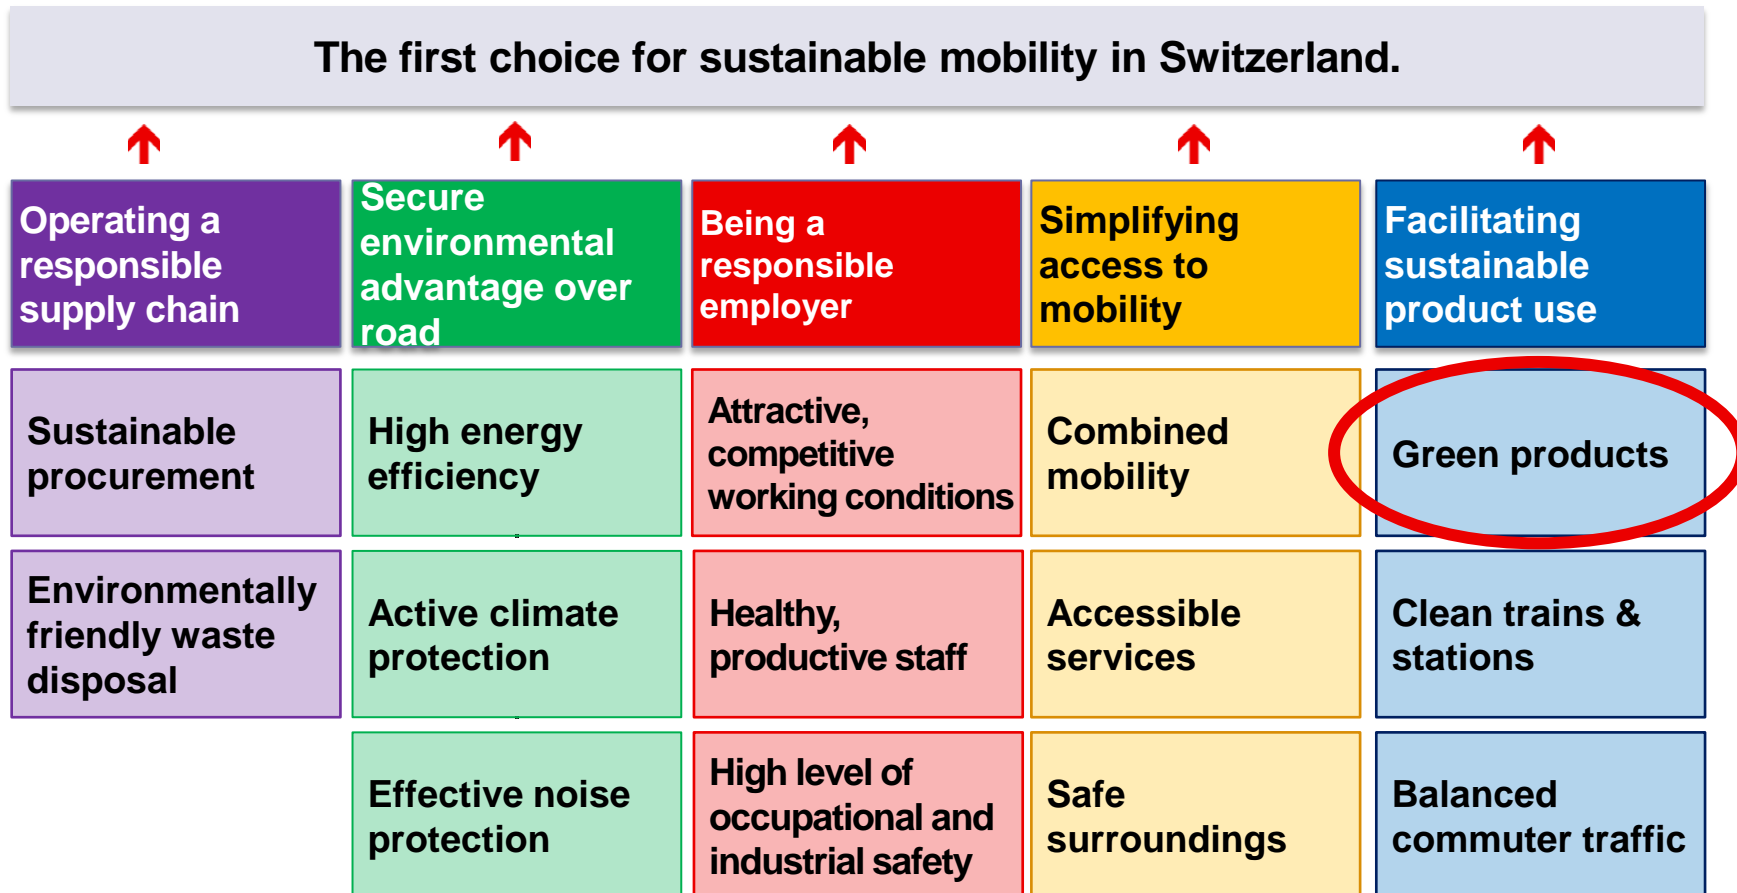 The first choice for sustainable mobility in Switzerland.
Operating a
responsible
supply chain
Secure
environmental
advantage over
road
Being a
responsible
employer
Simplifying
access to
mobility
Facilitating
sustainable
product use
Sustainable
procurement
High energy
efficiency
Attractive,
competitive
working conditions
Combined
mobility
Green products
Environmentally
friendly waste
disposal
Active climate
protection
Healthy,
productive staff
Accessible
services
Clean trains &
stations
Effective noise
protection
High level of
occupational and
industrial safety
Safe
surroundings
Balanced
commuter traffic